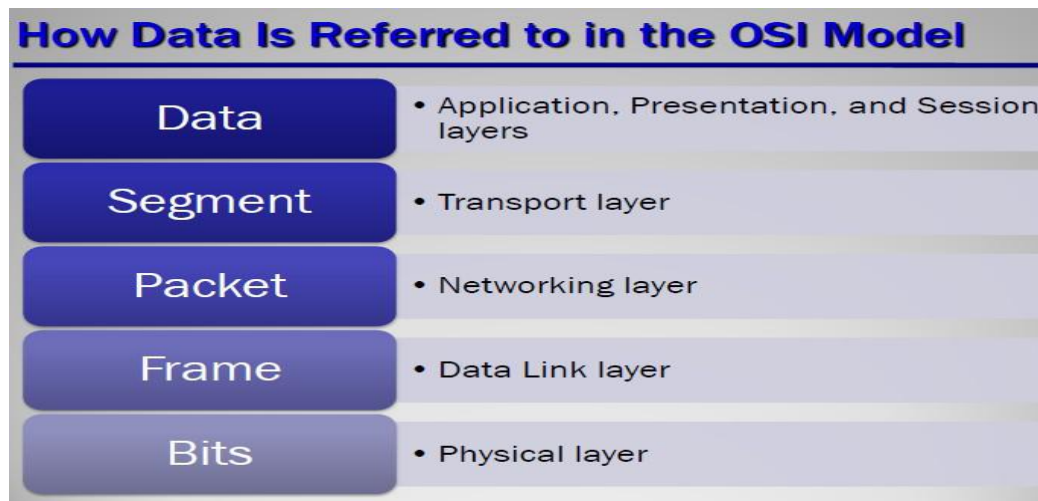 How Data Is Referred to in the OSI Model
Data
• Application, Presentation, and Session
layers
Segment
• Transport layer
Packet
• Networking layer
Frame
• Data Link layer
Bits
• Physical layer